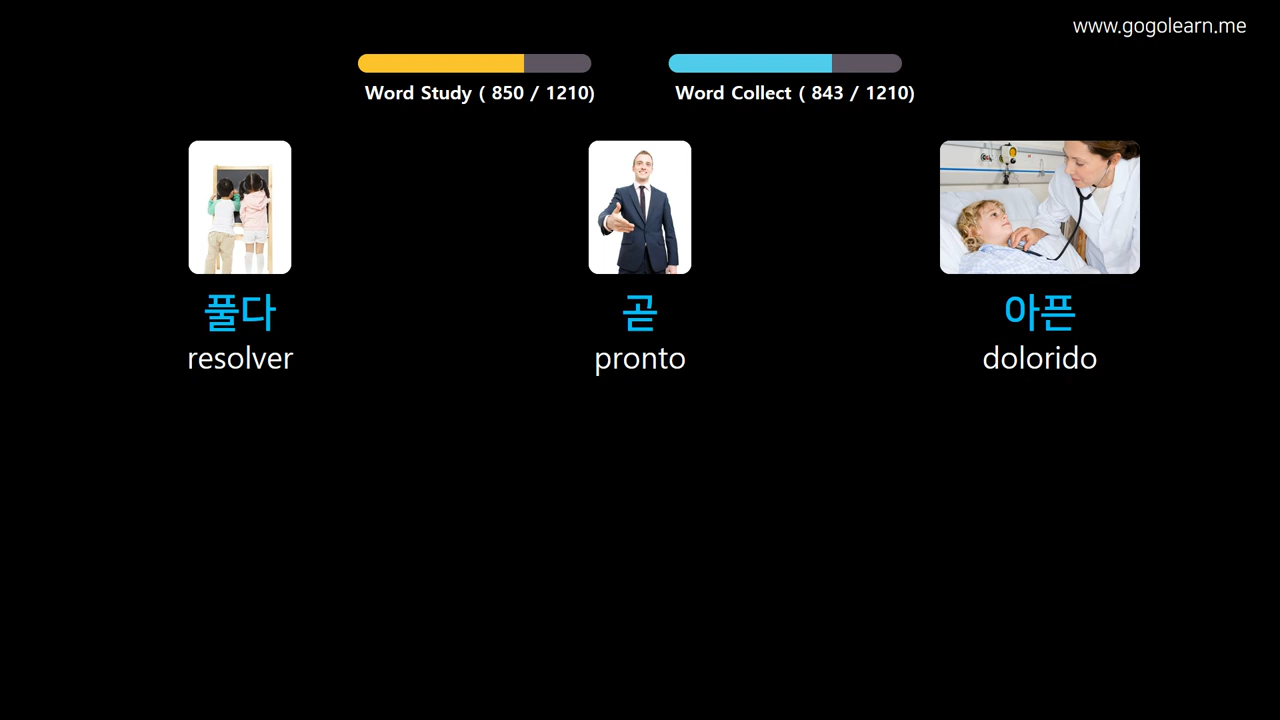 www.gogolearn.me
Word Study ( 850 / 1210)
Word Collect ( 843 / 1210)
풀다
resolver
곧
pronto
아픈
dolorido